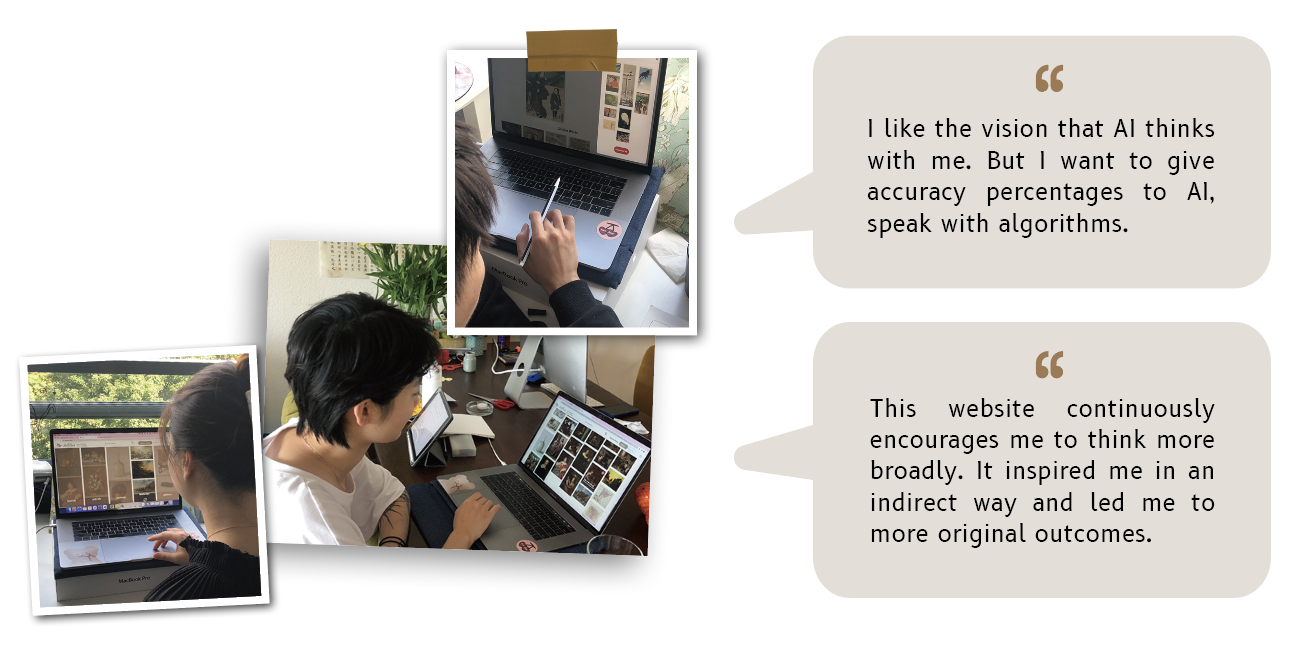 “
I like the vision that AI thinks
with me. But I want to give
accuracy percentages to AI,
speak with algorithms.
“
This website continuously
encourages me to think more
broadly. It inspired me in an
indirect way and led me to
more original outcomes.
MacBook Pro
MacBook Pro